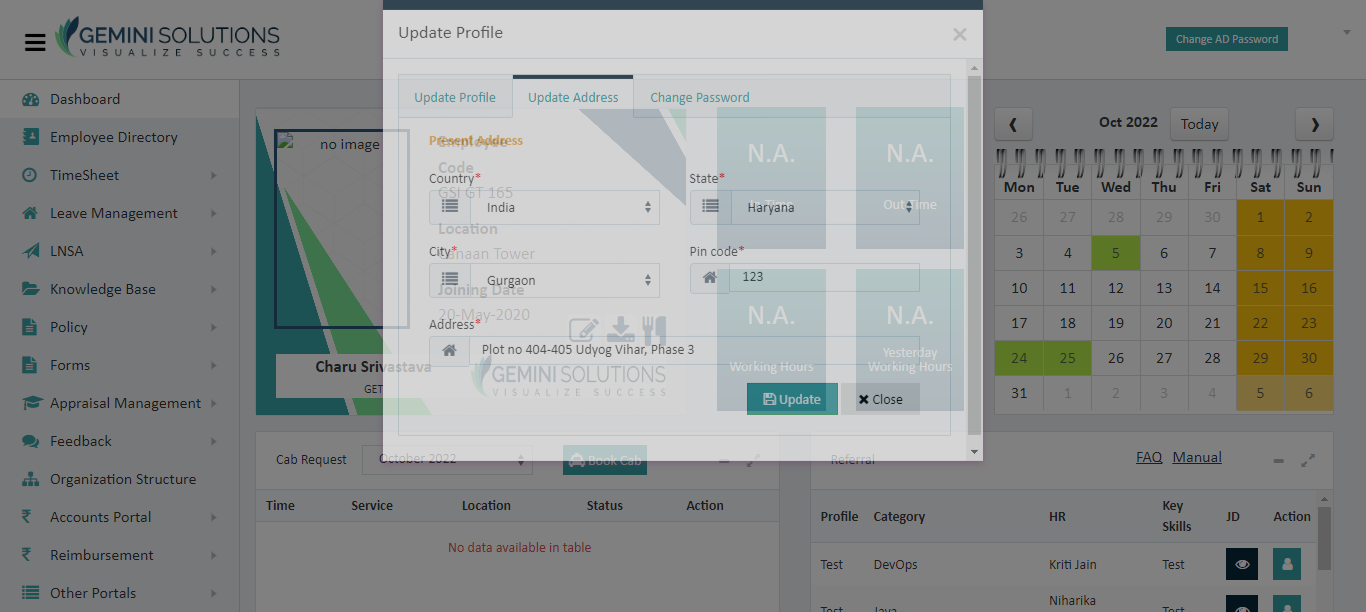 GEMINI SOLUTIONS
VISUALIZE SUCCESS
Change AD Password
Dashboard
Employee Directory
TimeSheet
Leave Management
LNSA
Knowledge Base
Policy
Forms
Appraisal Management
Feedback
Organization Structure
Accounts Portal
Reimbursement
Other Portals
Update Profile
×
Update Profile
Update Address
Change Password
Present Address
Country*
India
State*
Haryana
City*
Gurgaon
Pin code*
123
Address*
Plot no 404-405 Udyog Vihar, Phase 3
Update
Close
no image
Charu Srivastava
GET
Employee
Code
GSI GT 165
Location
Canaan Tower
Joining Date
20-May-2020
GEMINI SOLUTIONS
VISUALIZE SUCCESS
N.A.
In Time
N.A.
Out Time
N.A.
Working Hours
N.A.
Yesterday
Working Hours
Oct 2022
Today
Mon Tue Wed Thu Fri Sat Sun
26 27 28 29 30 1 2
3 4 5 6 7 8 9
10 11 12 13 14 15 16
17 18 19 20 21 22 23
24 25 26 27 28 29 30
31 1 2 3 4 5 6
Cab Request
October 2022
Book Cab
Time Service Location Status Action
No data available in table
Referral
FAQ Manual
Profile Category HR Key Skills JD Action
Test DevOps Kriti Jain Test
Test Java Niharika Test